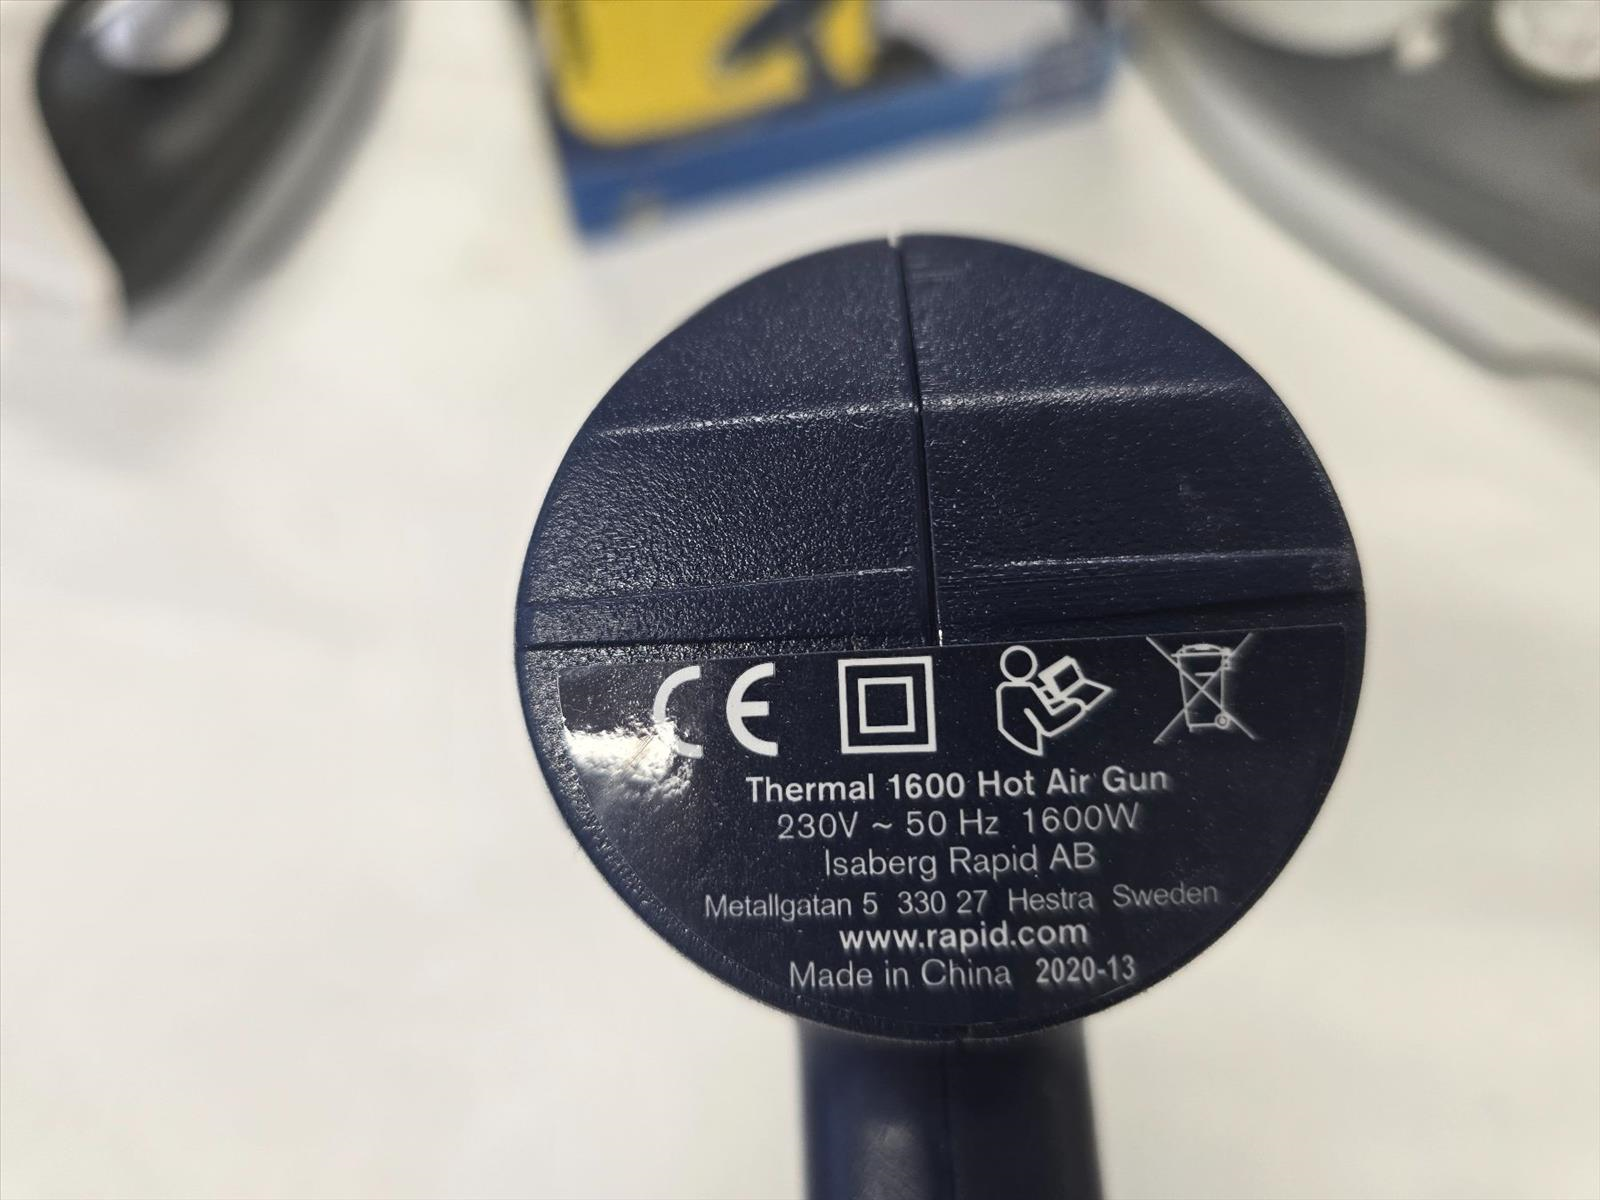 CE
Thermal 1600 Hot Air Gun
230V ~ 50 Hz 1600W
Isaberg Rapid AB
Metallgatan 5 330 27 Hestra Sweden
www.rapid.com
Made in China 2020-13